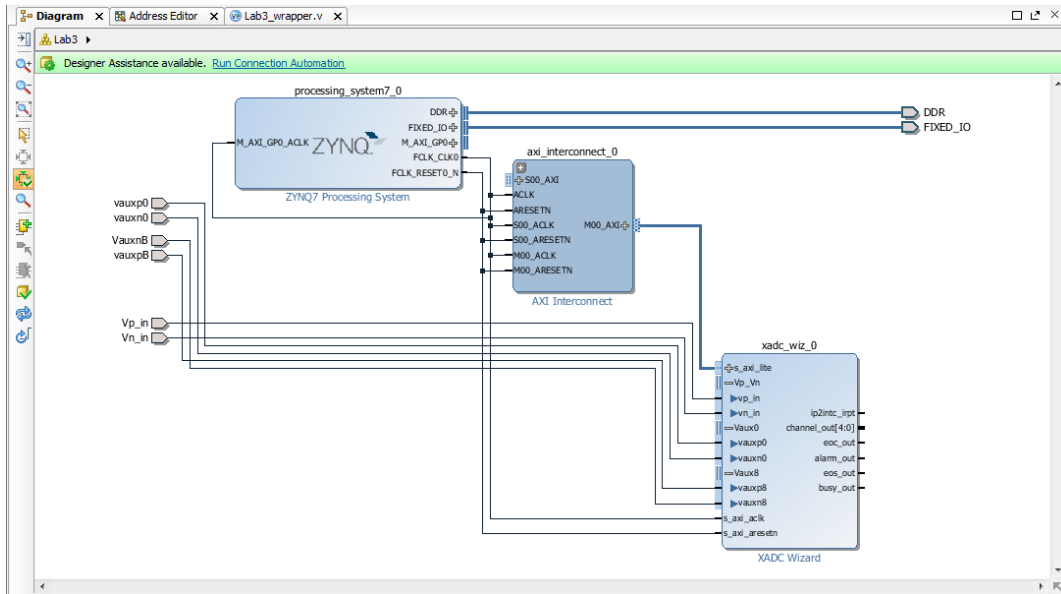 Diagram
Address Editor
Lab3_wrapper.v
Lab3
Designer Assistance available. Run Connection Automation
processing_system7_0
M_AXI_GP0_ACLK
ZYNQ
DDR
FIXED_IO
M_AXI_GP0
FCLK_CLK0
FCLK_RESET0_N
ZYNQ7 Processing System
DDR
FIXED_IO
axi_interconnect_0
S00_AXI
ACLK
ARESETN
S00_ACLK
S00_ARESETN
M00_ACLK
M00_ARESETN
M00_AXI
AXI Interconnect
vauxp0
vauxn0
VauxnB
vauxpB
Vp_in
Vn_in
xadc_wiz_0
s_axi_lite
Vp_Vn
vp_in
vn_in
Vaux0
vauxp0
vauxn0
Vaux8
vauxp8
vauxn8
s_axi_aclk
s_axi_aresetn
ip2intc_irpt
channel_out[4:0]
eoc_out
alarm_out
eos_out
busy_out
XADC Wizard